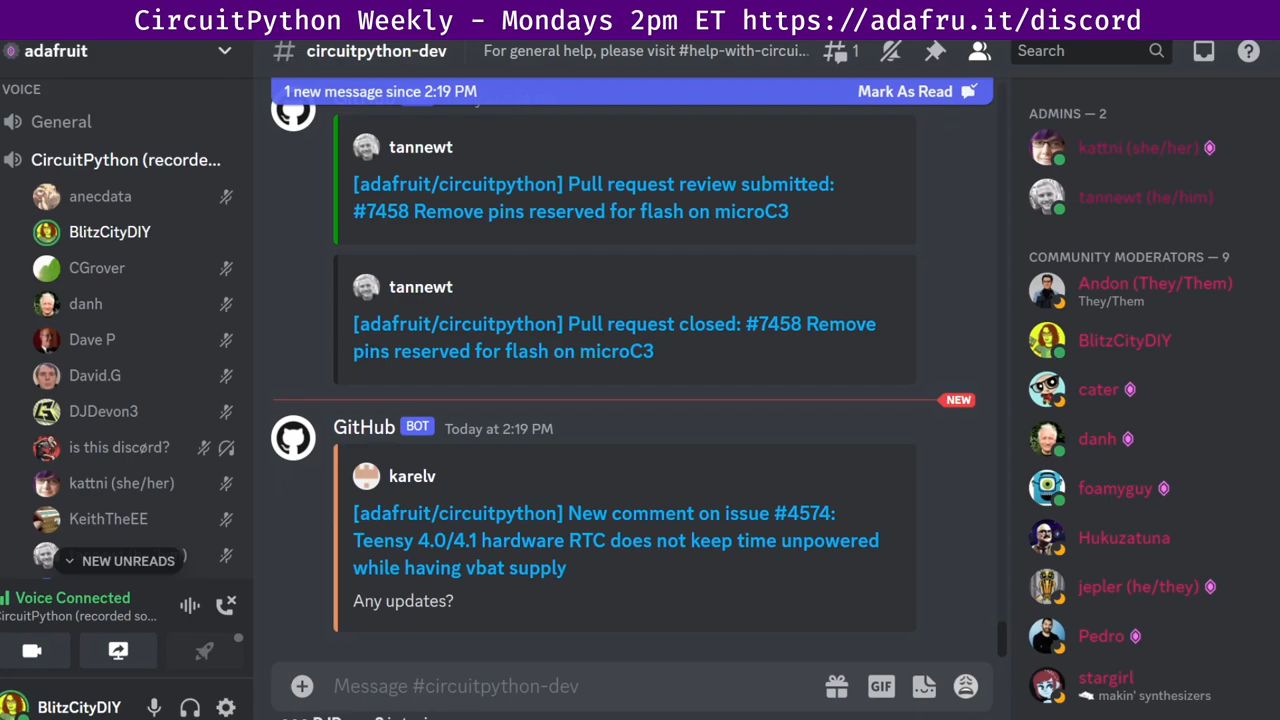 CircuitPython Weekly - Mondays 2pm ET https://adafru.it/discord
adafruit
circuitpython-dev
For general help, please visit #help-with-circui...
1
Search
VOICE
General
CircuitPython (recorde...
anecdata
BlitzCityDIY
CGrover
danh
Dave P
David.G
DJDevon3
is this discørd?
kattni (she/her)
KeithTheEE
NEW UNREADS
Voice Connected
CircuitPython (recorded so...
BlitzCityDIY
1 new message since 2:19 PM
Mark As Read
tannewt
[adafruit/circuitpython] Pull request review submitted:
#7458 Remove pins reserved for flash on microC3
tannewt
[adafruit/circuitpython] Pull request closed: #7458 Remove
pins reserved for flash on microC3
NEW
GitHub BOT Today at 2:19 PM
karelv
[adafruit/circuitpython] New comment on issue #4574:
Teensy 4.0/4.1 hardware RTC does not keep time unpowered
while having vbat supply
Any updates?
Message #circuitpython-dev
GIF
ADMINS — 2
kattni (she/her)
tannewt (he/him)
COMMUNITY MODERATORS — 9
Andon (They/Them)
They/Them
BlitzCityDIY
cater
danh
foamyguy
Hukuzatuna
jepler (he/they)
Pedro
stargirl
makin' synthesizers